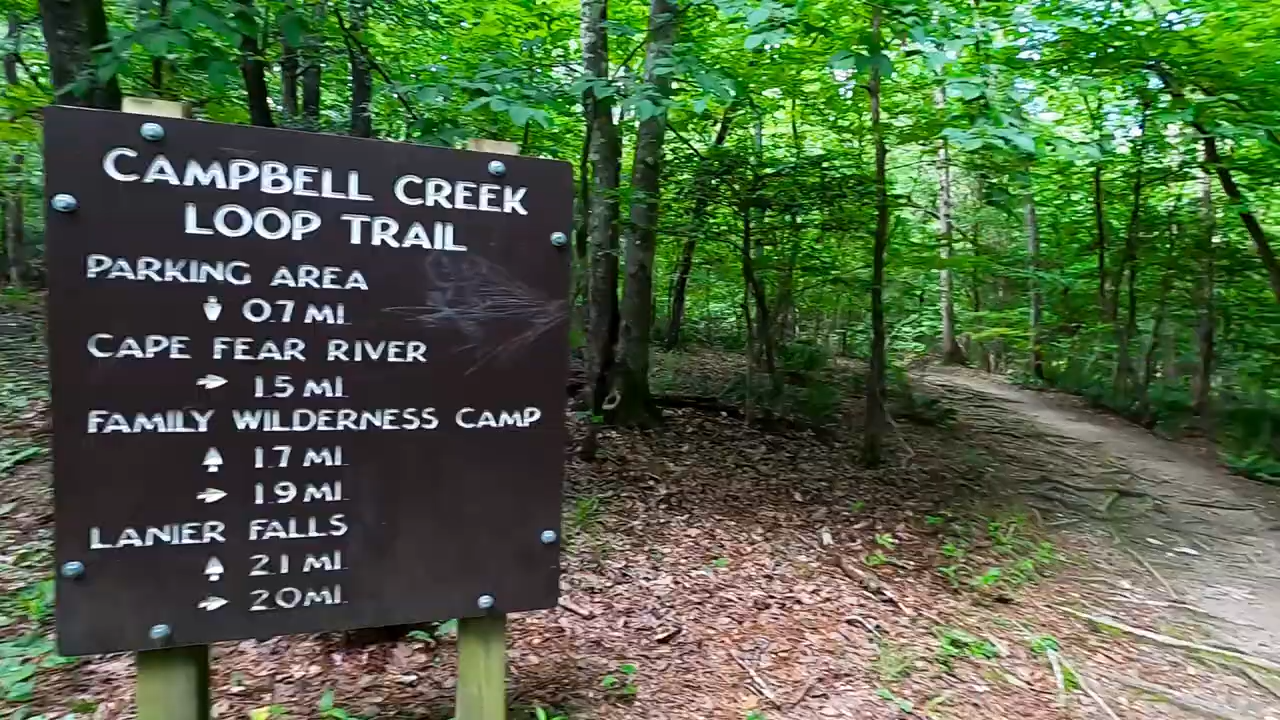 CAMPBELL CREEK
LOOP TRAIL
PARKING AREA
0.7 MI.
CAPE FEAR RIVER
1.5 MI.
FAMILY WILDERNESS CAMP
1.7 MI.
1.9 MI.
LANIER FALLS
2.1 MI.
2.0 MI.